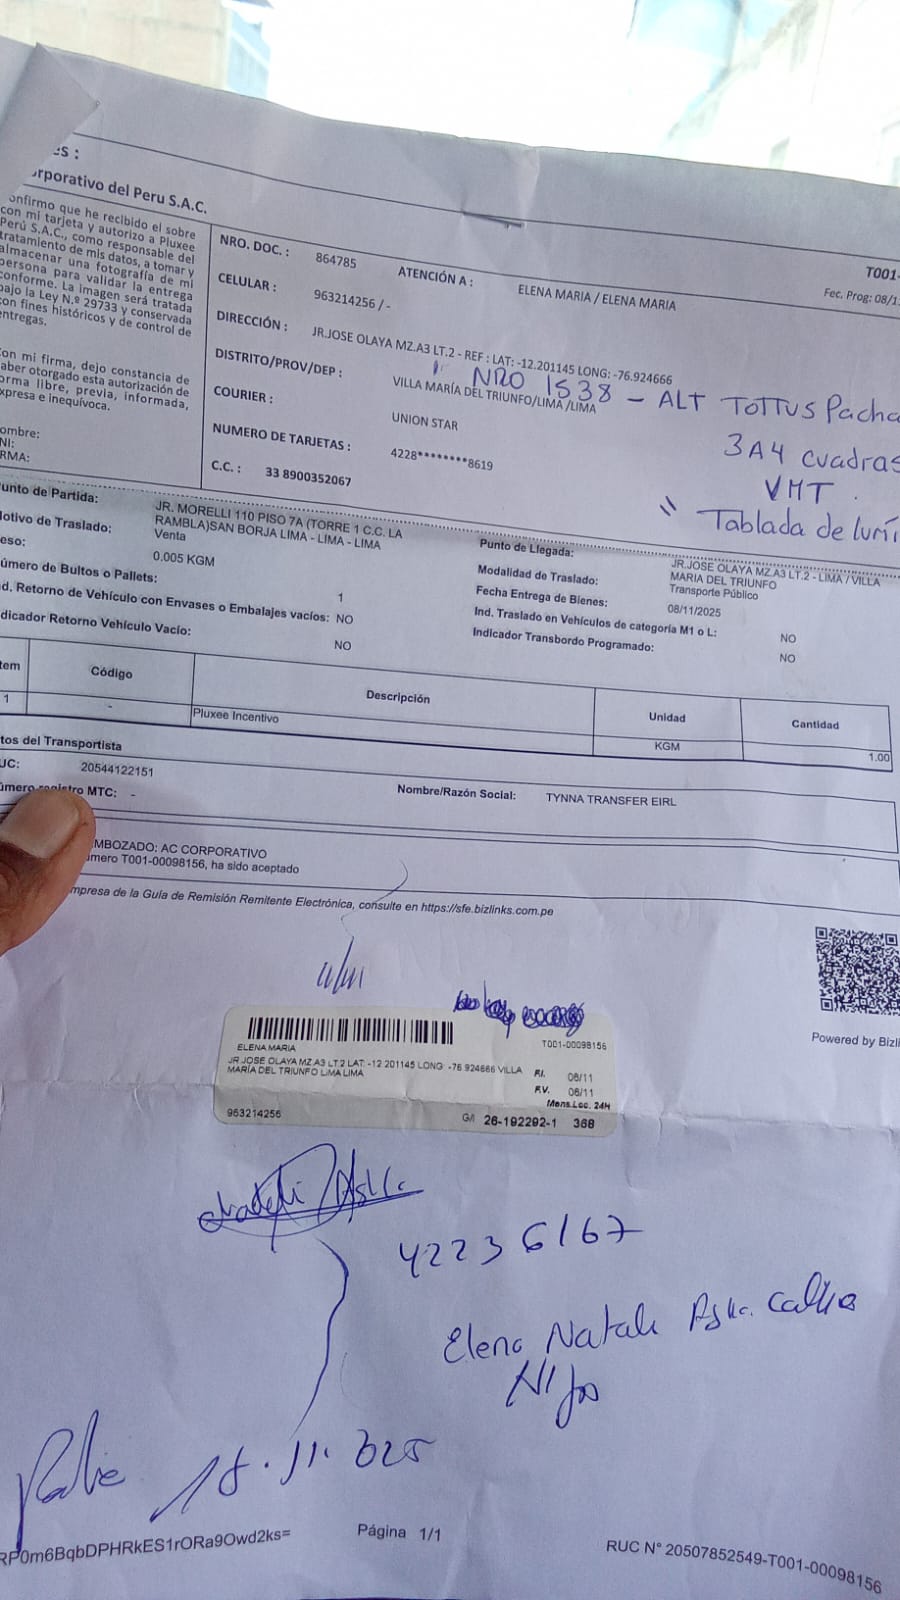 es :
orporativo del Peru S.A.C.
onfirmo que he recibido el sobre
con mi tarjeta y autorizo a Pluxee
Perú S.A.C., como responsable del
tratamiento de mis datos, a tomar y
almacenar una fotografía de mi
persona para validar la entrega
conforme. La imagen será tratada
bajo la Ley N.º 29733 y conservada
con fines históricos y de control de
entregas.
Con mi firma, dejo constancia de
haber otorgado esta autorización de
forma libre, previa, informada,
expresa e inequívoca.
ombre:
NI:
RMA:
T001-
Fec. Prog: 08/1
NRO. DOC. : 864785 ATENCIÓN A : ELENA MARIA / ELENA MARIA
CELULAR : 963214256 / -
DIRECCIÓN : JR.JOSE OLAYA MZ.A3 LT.2 - REF : LAT: -12.201145 LONG: -76.924666
NRO 1538 - ALT TOTTUS Pacha
DISTRITO/PROV/DEP : VILLA MARÍA DEL TRIUNFO/LIMA /LIMA
3A4 cuadras
COURIER : UNION STAR
VMT .
NUMERO DE TARJETAS : 4228********8619
" Tablada de lurí
C.C. : 33 8900352067
unto de Partida: JR. MORELLI 110 PISO 7A (TORRE 1 C.C. LA
RAMBLA)SAN BORJA LIMA - LIMA - LIMA
otivo de Traslado: Venta
eso: 0.005 KGM
úmero de Bultos o Pallets: 1
d. Retorno de Vehículo con Envases o Embalajes vacíos: NO
dicador Retorno Vehículo Vacío: NO
Punto de Llegada: JR.JOSE OLAYA MZ.A3 LT.2 - LIMA / VILLA
MARIA DEL TRIUNFO
Modalidad de Traslado: Transporte Público
Fecha Entrega de Bienes: 08/11/2025
Ind. Traslado en Vehículos de categoría M1 o L: NO
Indicador Transbordo Programado: NO
tem Código Descripción Unidad Cantidad
1 - Pluxee Incentivo KGM 1.00
tos del Transportista
UC: 20544122151 Nombre/Razón Social: TYNNA TRANSFER EIRL
úmero registro MTC: -
MBOZADO: AC CORPORATIVO
úmero T001-00098156, ha sido aceptado
mpresa de la Guía de Remisión Remitente Electrónica, consulte en https://sfe.bizlinks.com.pe
Powered by Bizli
ELENA MARIA T001-00098156
JR JOSE OLAYA MZ A3 LT 2 LAT: -12 201145 LONG: -76 924666 VILLA
MARÍA DEL TRIUNFO LIMA LIMA
F.I. 08/11
F.V. 08/11
Mens.Loc. 24H
963214256 G/I 26-192292-1 368
42236167
Elena Natali
18.11.2025
RP0m6BqbDPHRkES1rORa9Owd2ks=
Página 1/1
RUC N° 20507852549-T001-00098156